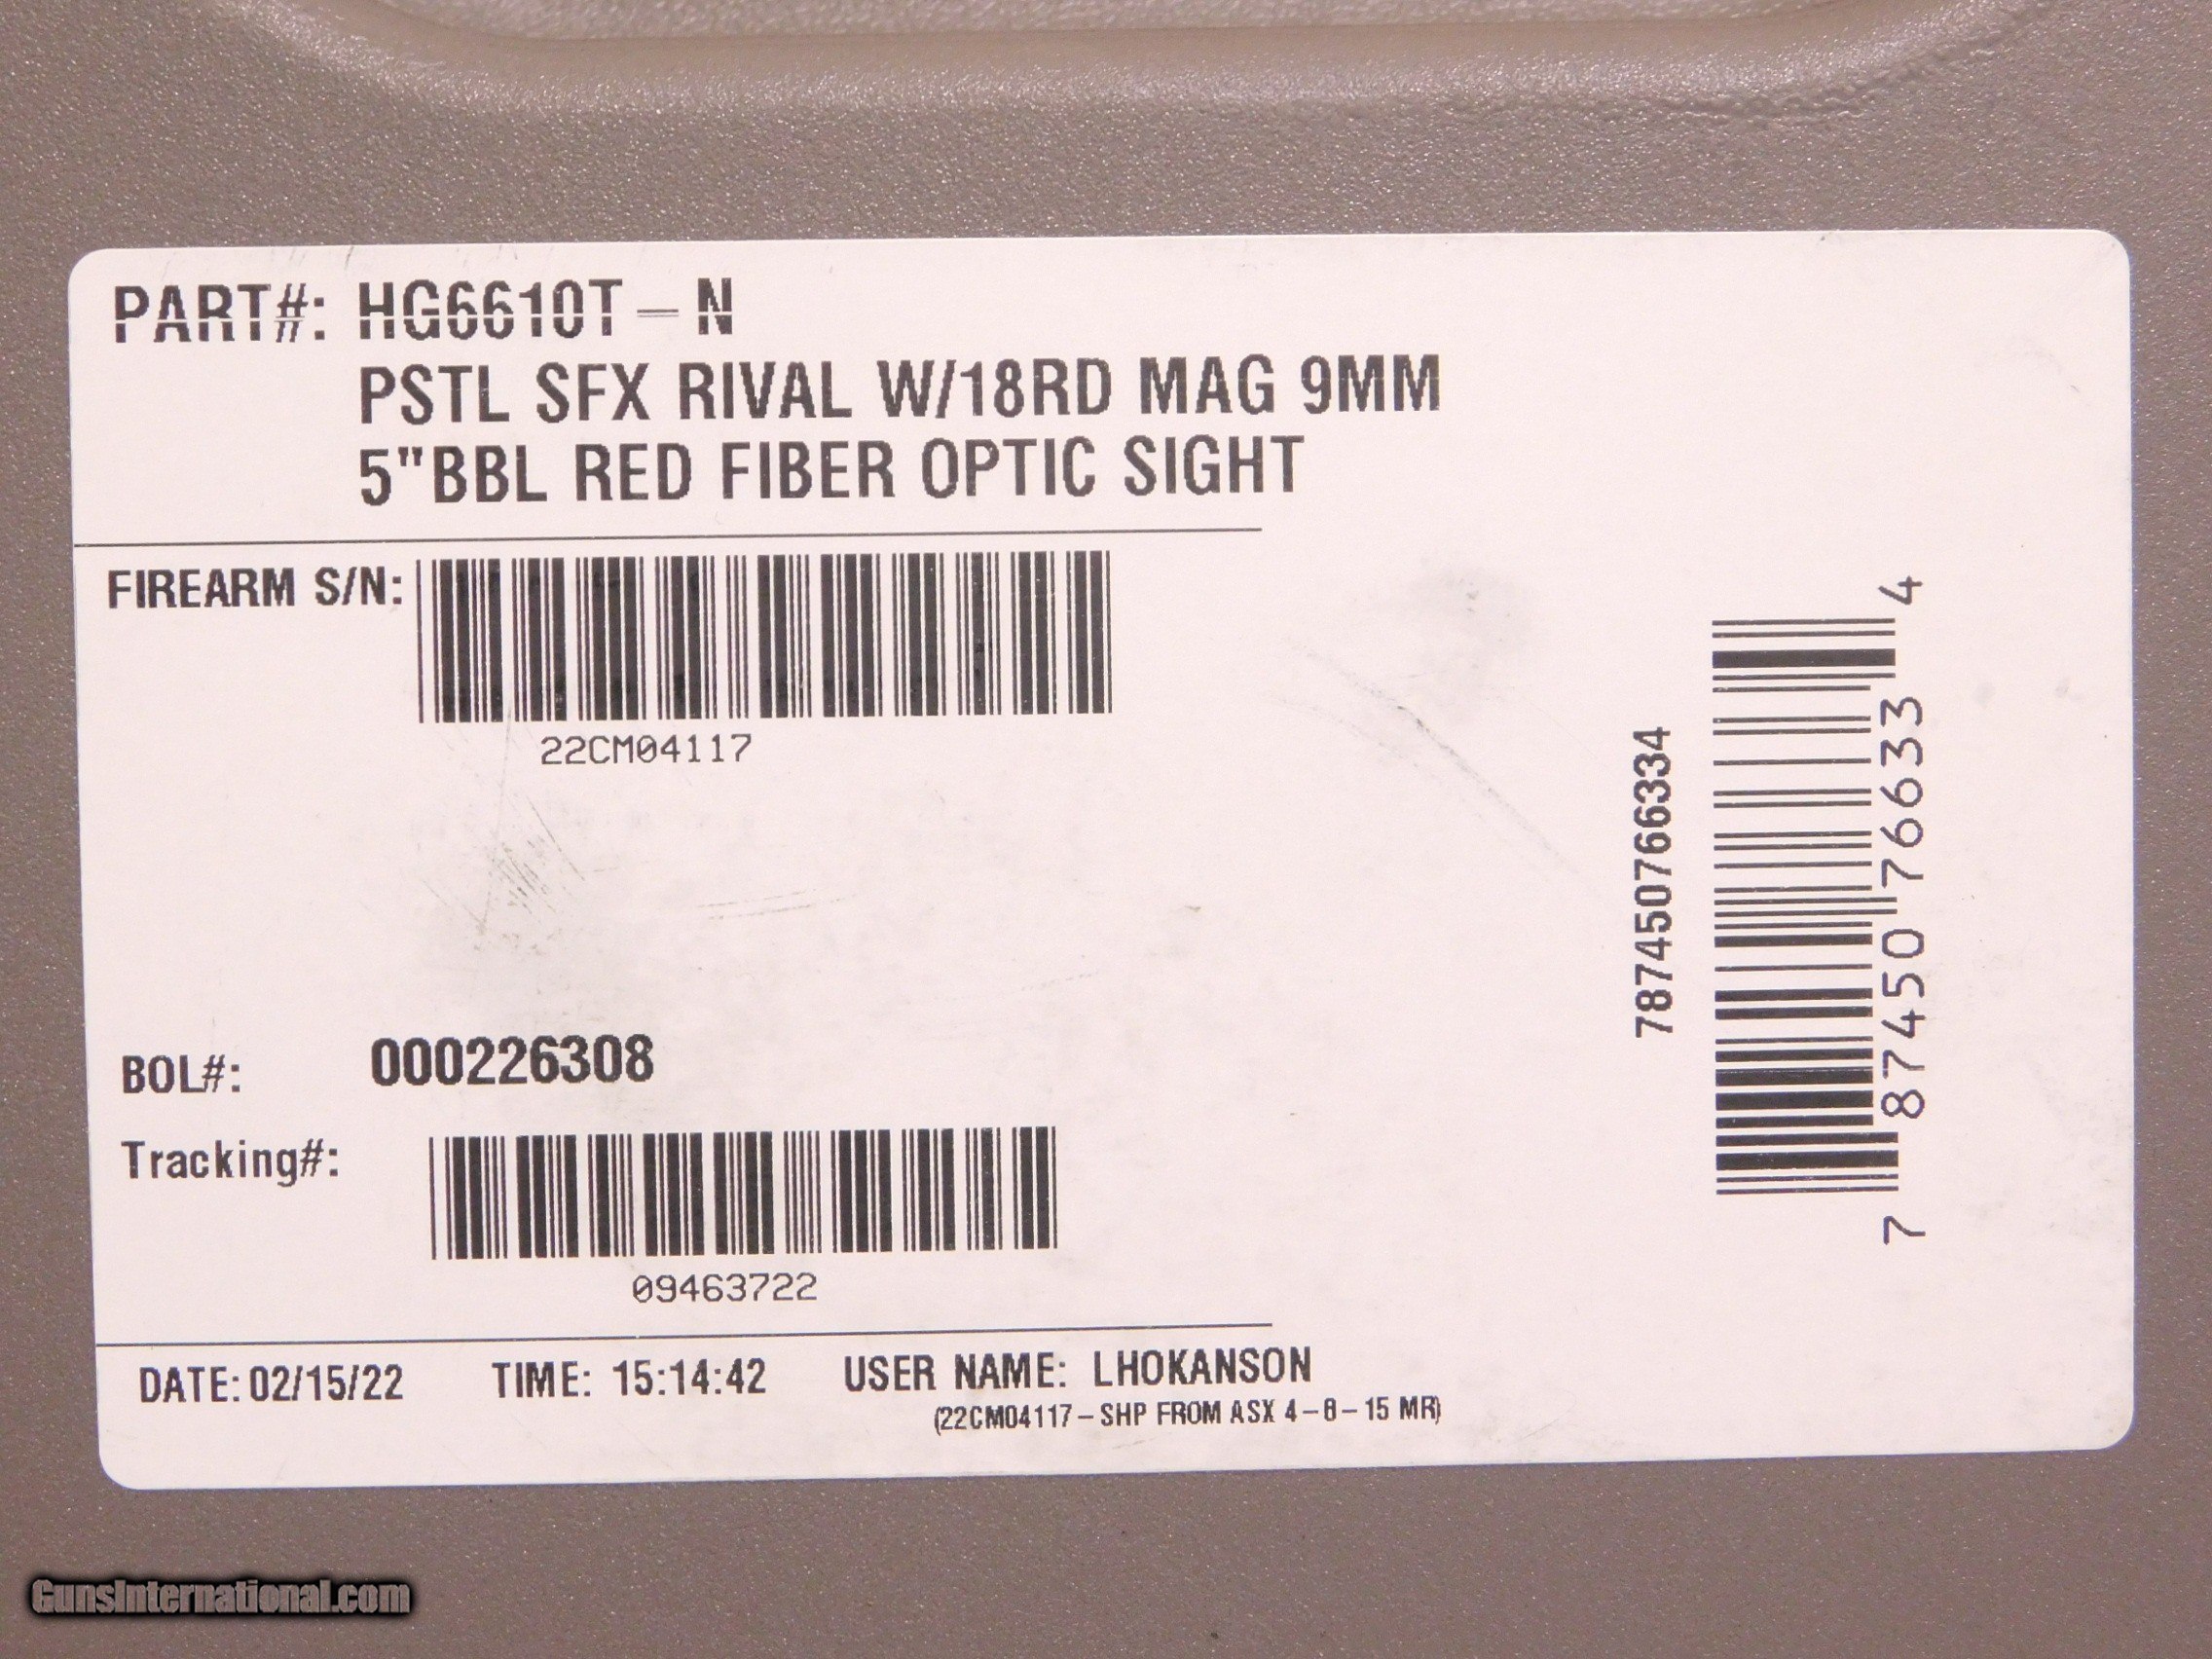 PART#: HG6610T-N
PSTL SFX RIVAL W/18RD MAG 9MM
5"BBL RED FIBER OPTIC SIGHT
FIREARM S/N:
22CM04117
787450766334
7 87450 76633 4
BOL#: 000226308
Tracking#:
09463722
DATE: 02/15/22 TIME: 15:14:42 USER NAME: LHOKANSON
(22CM04117-SHP FROM ASX 4-8-15 MR)
GunsInternational.com